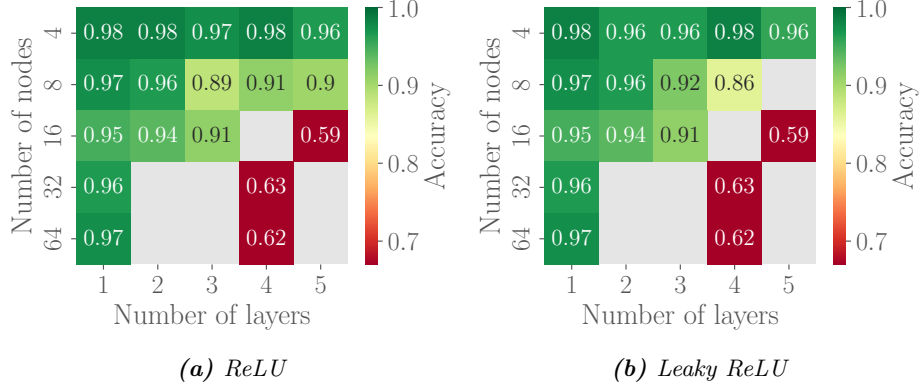 4 0.98 0.98 0.97 0.98 0.96
8 0.97 0.96 0.89 0.91 0.9
16 0.95 0.94 0.91 0.59
32 0.96 0.63
64 0.97 0.62
1 2 3 4 5
Number of layers
Number of nodes
1.0
0.9
0.8
0.7
Accuracy
(a) ReLU
4 0.98 0.96 0.96 0.98 0.96
8 0.97 0.96 0.92 0.86
16 0.95 0.94 0.91 0.59
32 0.96 0.63
64 0.97 0.62
1 2 3 4 5
Number of layers
Number of nodes
1.0
0.9
0.8
0.7
Accuracy
(b) Leaky ReLU